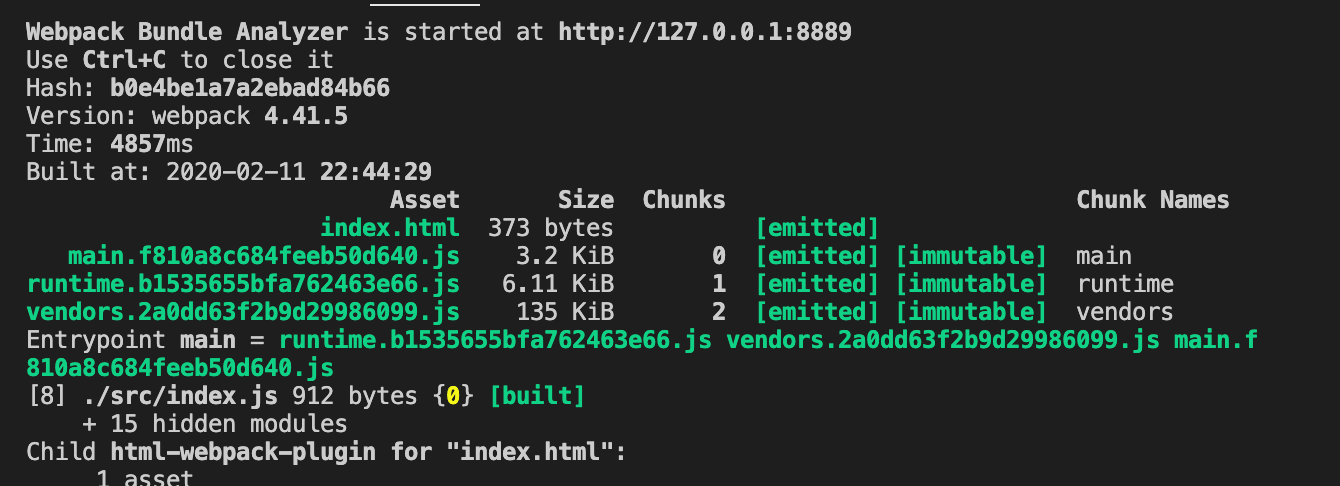 Webpack Bundle Analyzer is started at http://127.0.0.1:8889
Use Ctrl+C to close it
Hash: b0e4be1a7a2ebad84b66
Version: webpack 4.41.5
Time: 4857ms
Built at: 2020-02-11 22:44:29
Asset Size Chunks Chunk Names
index.html 373 bytes [emitted]
main.f810a8c684feeb50d640.js 3.2 KiB 0 [emitted] [immutable] main
runtime.b1535655bfa762463e66.js 6.11 KiB 1 [emitted] [immutable] runtime
vendors.2a0dd63f2b9d29986099.js 135 KiB 2 [emitted] [immutable] vendors
Entrypoint main = runtime.b1535655bfa762463e66.js vendors.2a0dd63f2b9d29986099.js main.f
810a8c684feeb50d640.js
[8] ./src/index.js 912 bytes {0} [built]
+ 15 hidden modules
Child html-webpack-plugin for "index.html":
1 asset